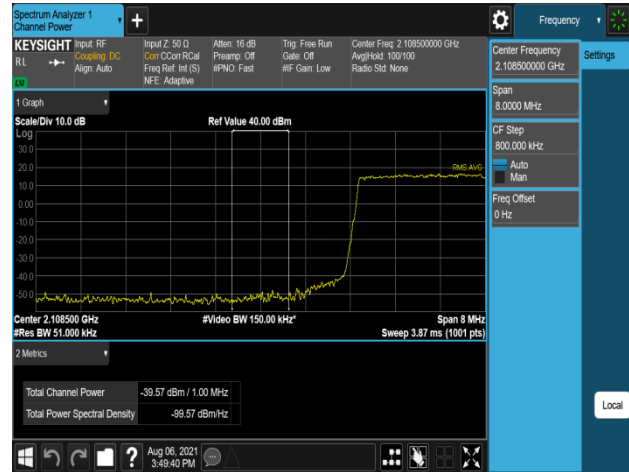 Spectrum Analyzer 1
Channel Power
Frequency
KEYSIGHT
RL
LXI
Input: RF
Coupling: DC
Align: Auto
Input Z: 50 Ω
Corr CCorr RCal
Freq Ref: Int (S)
NFE: Adaptive
Atten: 16 dB
Preamp: Off
#PNO: Fast
Trig: Free Run
Gate: Off
#IF Gain: Low
Center Freq: 2.108500000 GHz
Avg|Hold: 100/100
Radio Std: None
Center Frequency
2.108500000 GHz
Settings
Span
8.0000 MHz
CF Step
800.000 kHz
Auto
Man
Freq Offset
0 Hz
Local
1 Graph
Scale/Div 10.0 dB
Ref Value 40.00 dBm
Log
30.0
20.0
10.0
0.00
-10.0
-20.0
-30.0
-40.0
-50.0
RMS AVG
Center 2.108500 GHz
#Video BW 150.00 kHz*
Span 8 MHz
#Res BW 51.000 kHz
Sweep 3.87 ms (1001 pts)
2 Metrics
Total Channel Power -39.57 dBm / 1.00 MHz
Total Power Spectral Density -99.57 dBm/Hz
Aug 06, 2021
3:49:40 PM